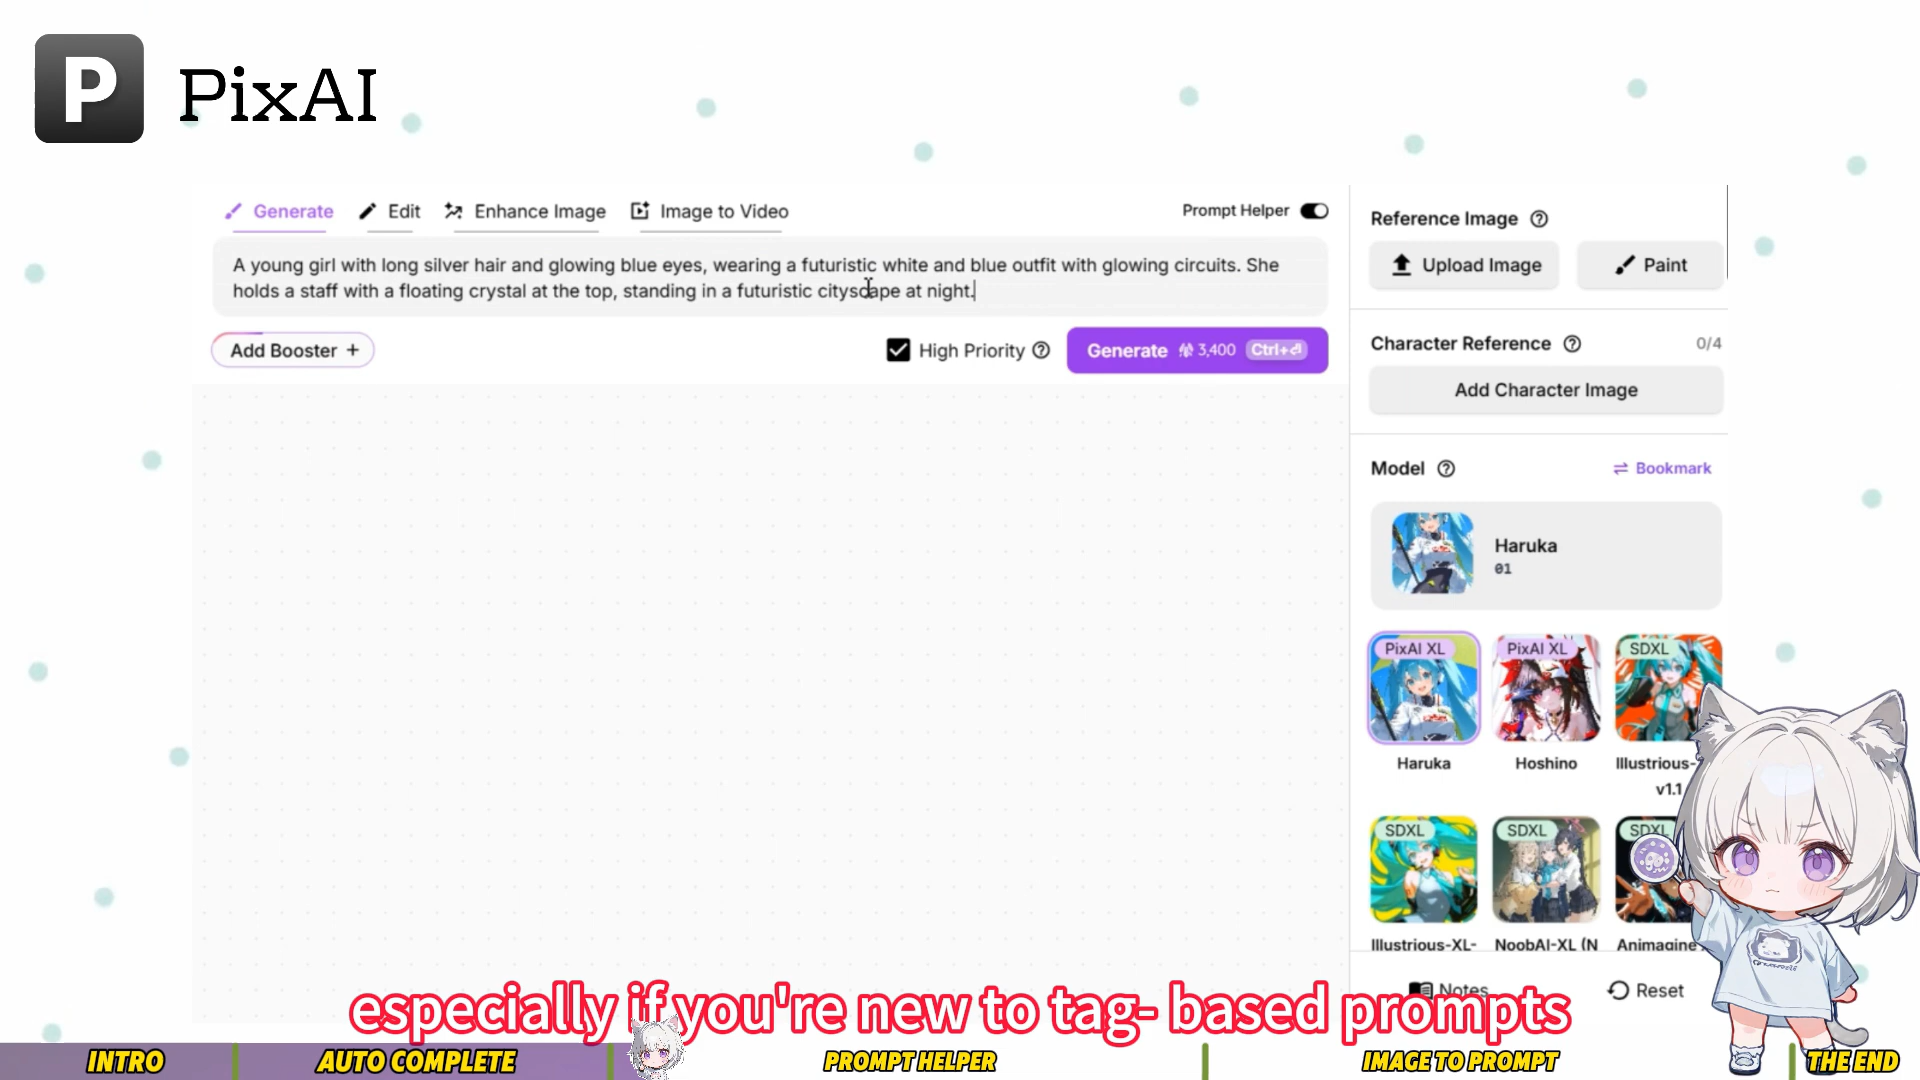 P PixAI
Generate Edit Enhance Image Image to Video Prompt Helper
A young girl with long silver hair and glowing blue eyes, wearing a futuristic white and blue outfit with glowing circuits. She
holds a staff with a floating crystal at the top, standing in a futuristic cityscape at night.
Add Booster +
High Priority Generate 3,400 Ctrl+⏎
Reference Image
Upload Image Paint
Character Reference 0/4
Add Character Image
Model Bookmark
Haruka
01
PixAI XL PixAI XL SDXL
Haruka Hoshino Illustrious-
v1.1
SDXL SDXL SDXL
Illustrious-XL- NoobAI-XL (N Animagine
Notes Reset
especially if you're new to tag- based prompts
INTRO AUTO COMPLETE PROMPT HELPER IMAGE TO PROMPT THE END